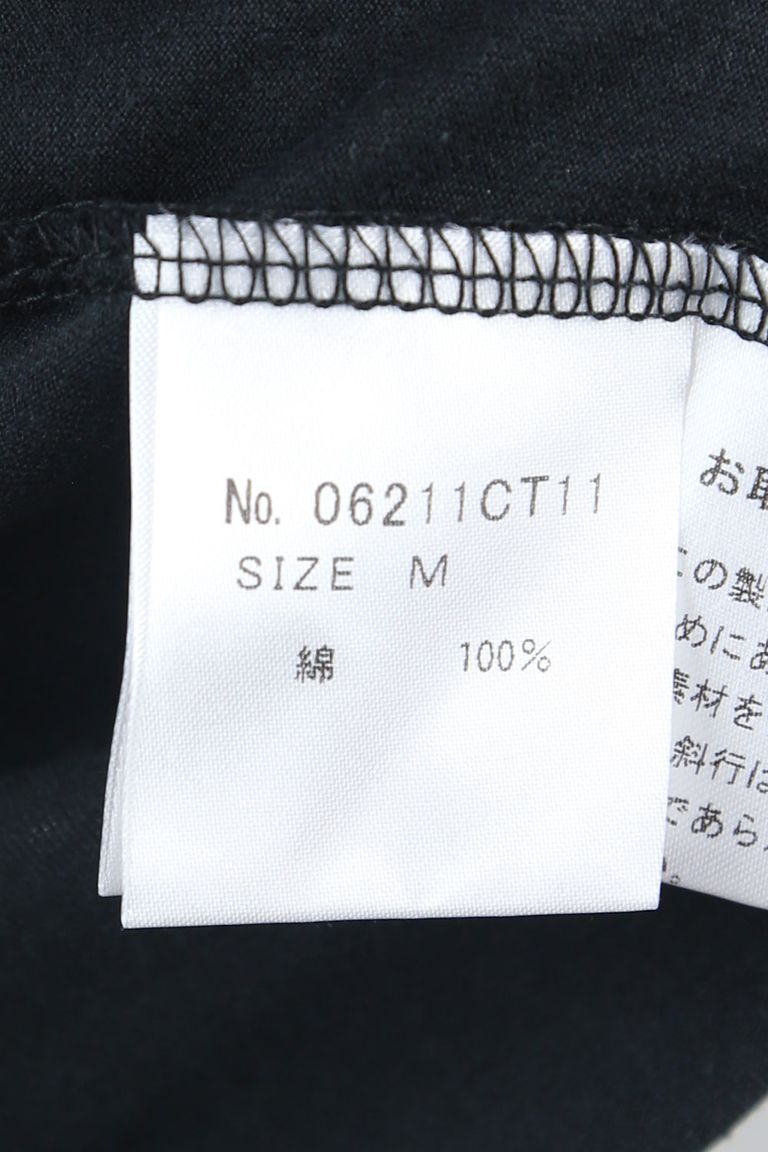 No. 06211CT11
SIZE M
綿 100%
お取
この製
めにあ
素材を
斜行は
であら